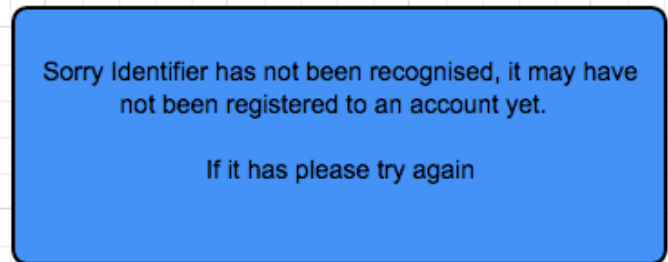 Sorry Identifier has not been recognised, it may have
not been registered to an account yet.
If it has please try again